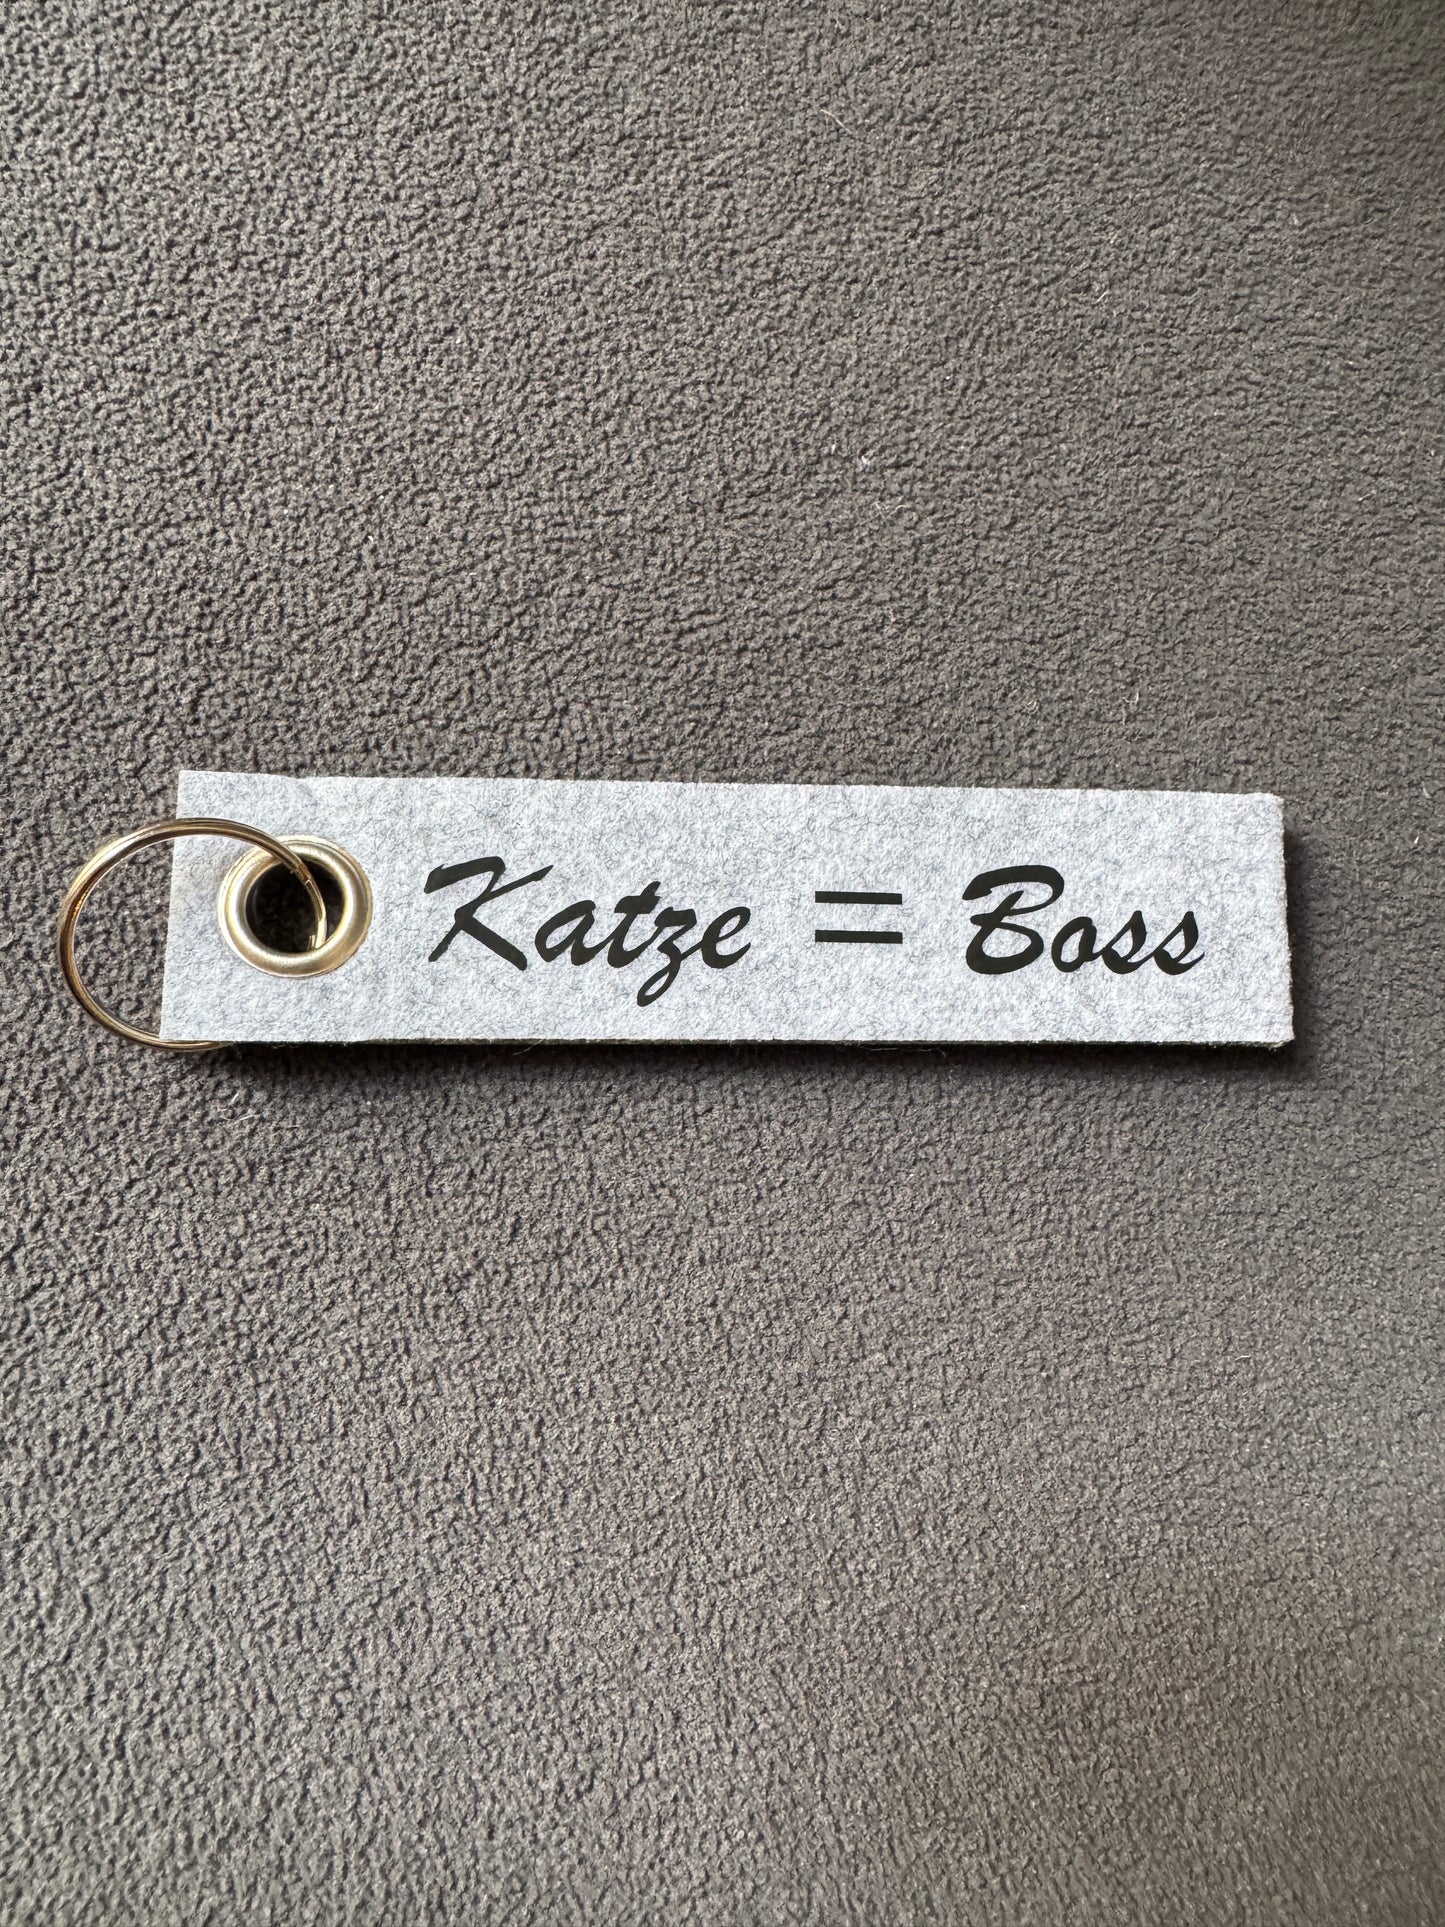 Katze = Boss